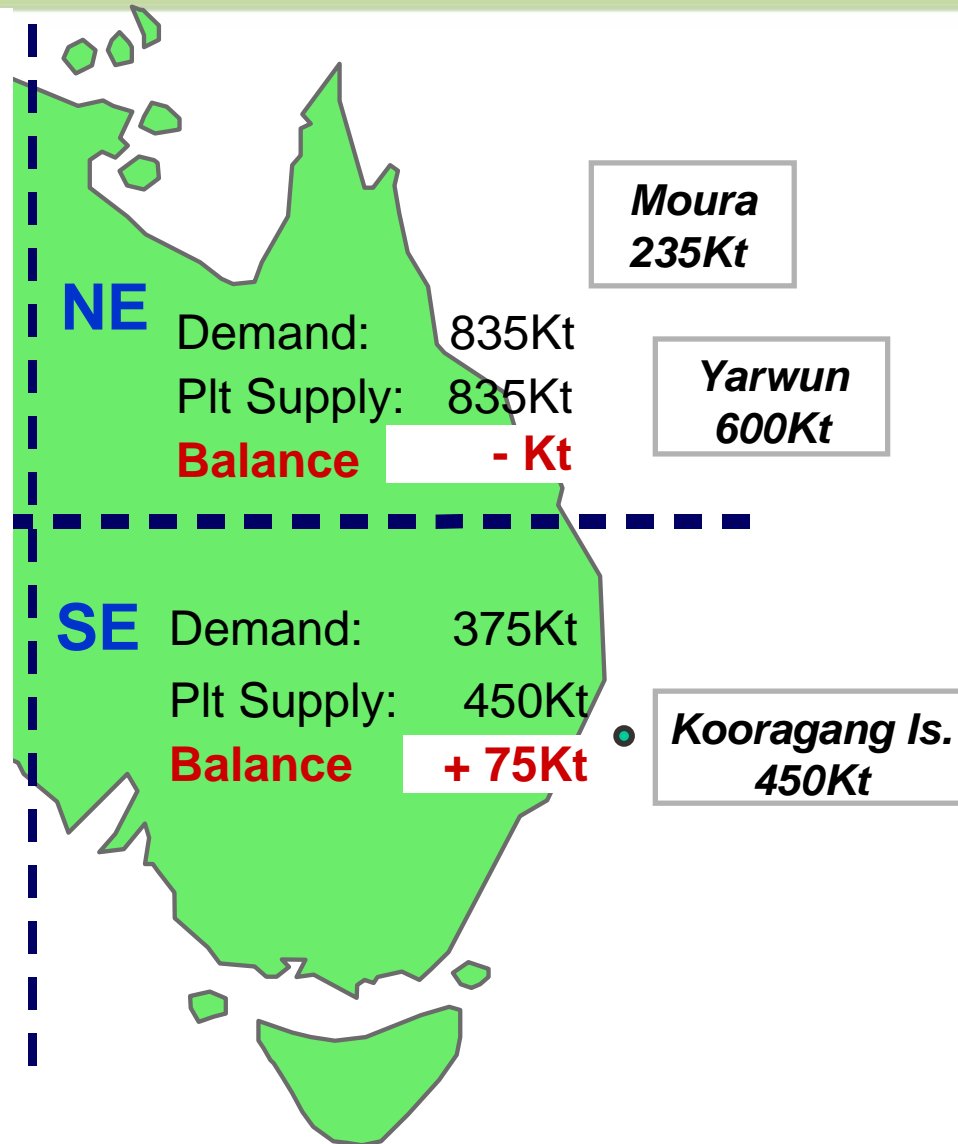 Moura
235Kt
NE
Demand: 835Kt
Plt Supply: 835Kt
Balance - Kt
Yarwun
600Kt
SE
Demand: 375Kt
Plt Supply: 450Kt
Balance + 75Kt
Kooragang Is.
450Kt